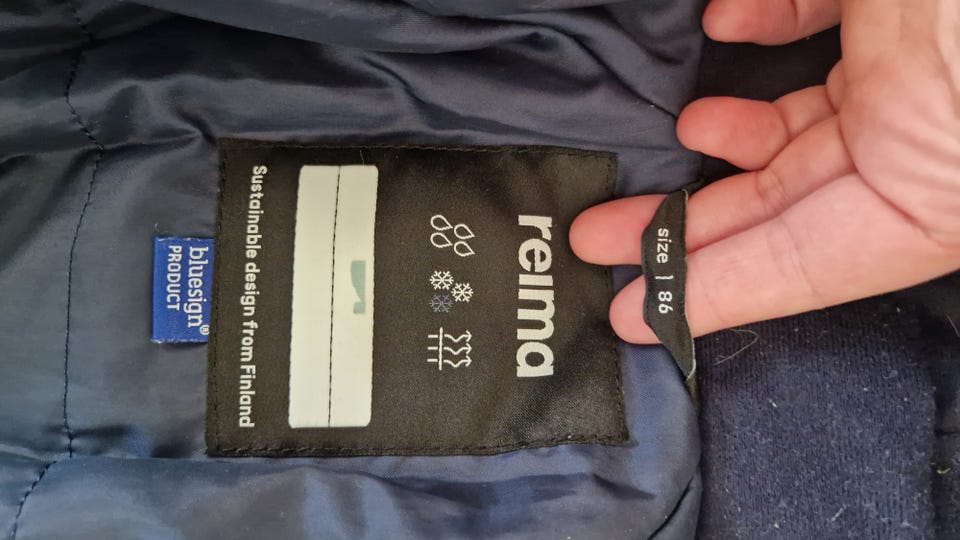 reima
Sustainable design from Finland
bluesign®
PRODUCT
size | 86